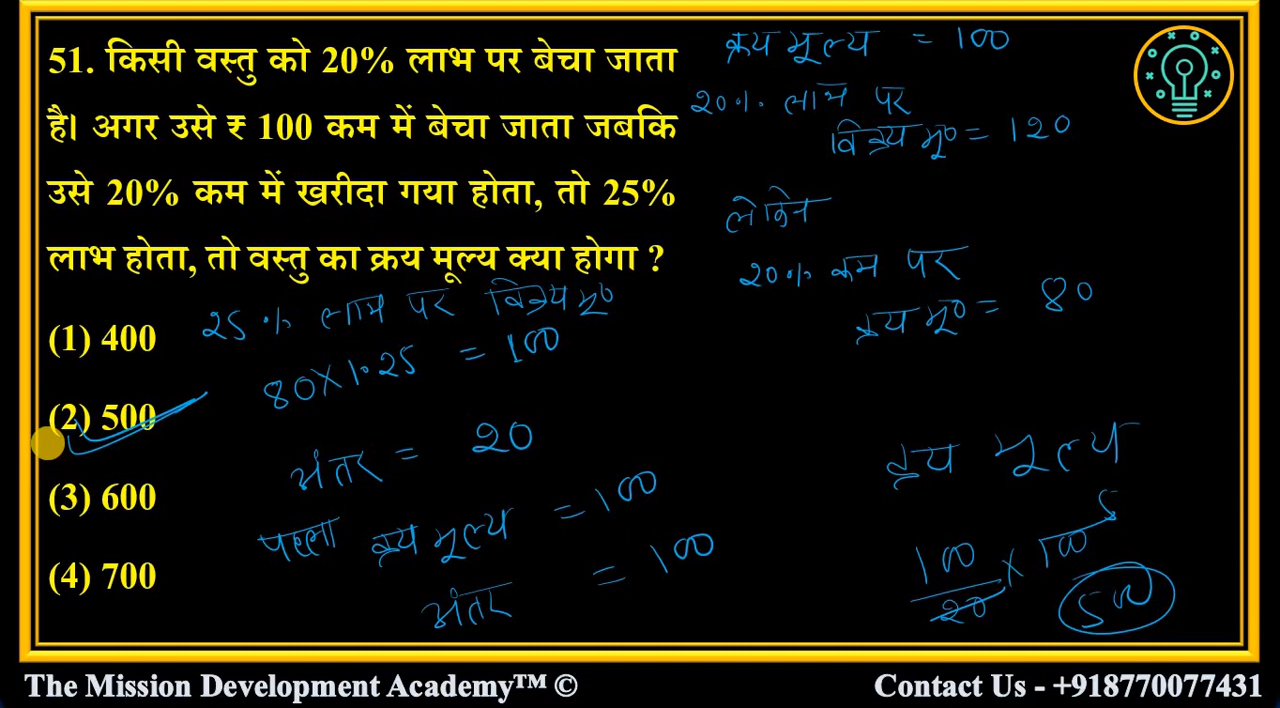 51. किसी वस्तु को 20% लाभ पर बेचा जाता
है। अगर उसे ₹ 100 कम में बेचा जाता जबकि
उसे 20% कम में खरीदा गया होता, तो 25%
लाभ होता, तो वस्तु का क्रय मूल्य क्या होगा ?
(1) 400
(2) 500
(3) 600
(4) 700
क्रय मूल्य = 100
20% लाभ पर
विक्रय मू० = 120
लेकिन
20% कम पर
क्रय मू० = 80
25% लाभ पर विक्रय मू०
80×1.25 = 100
अंतर = 20
पहला क्रय मूल्य = 100
अंतर = 100
क्रय मूल्य
100/20 × 100 5
500
The Mission Development Academy™ ©
Contact Us - +918770077431